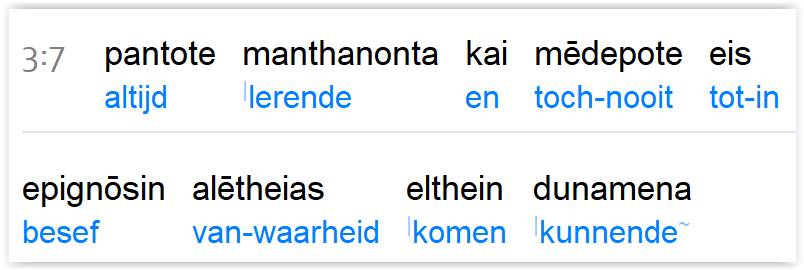 3:7 pantote manthanonta kai mēdepote eis
altijd lerende en toch-nooit tot-in
epignōsin alētheias elthein dunamena
besef van-waarheid komen kunnende~